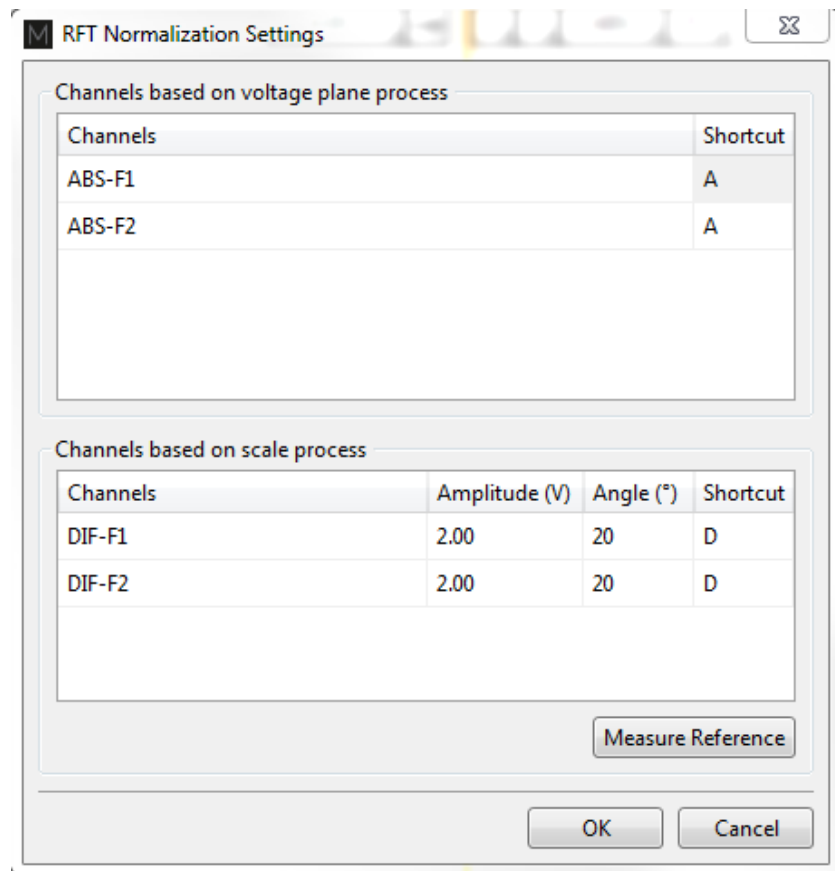 M RFT Normalization Settings
Channels based on voltage plane process
Channels Shortcut
ABS-F1 A
ABS-F2 A
Channels based on scale process
Channels Amplitude (V) Angle (°) Shortcut
DIF-F1 2.00 20 D
DIF-F2 2.00 20 D
Measure Reference
OK Cancel